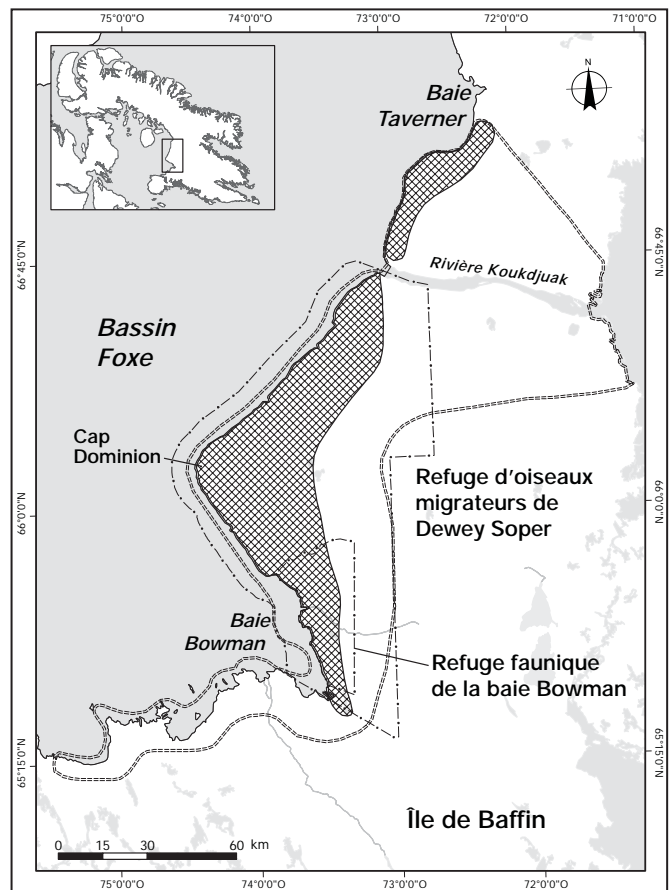 75°0'0"W
74°0'0"W
73°0'0"W
72°0'0"W
71°0'0"W
N
Baie
Taverner
66°45'0"N
66°45'0"N
Rivière Koukdjuak
Bassin
Foxe
Cap
Dominion
Refuge d'oiseaux
migrateurs de
Dewey Soper
66°0'0"N
66°0'0"N
Baie
Bowman
Refuge faunique
de la baie Bowman
65°15'0"N
65°15'0"N
Île de Baffin
0 15 30 60 km
75°0'0"W
74°0'0"W
73°0'0"W
72°0'0"W